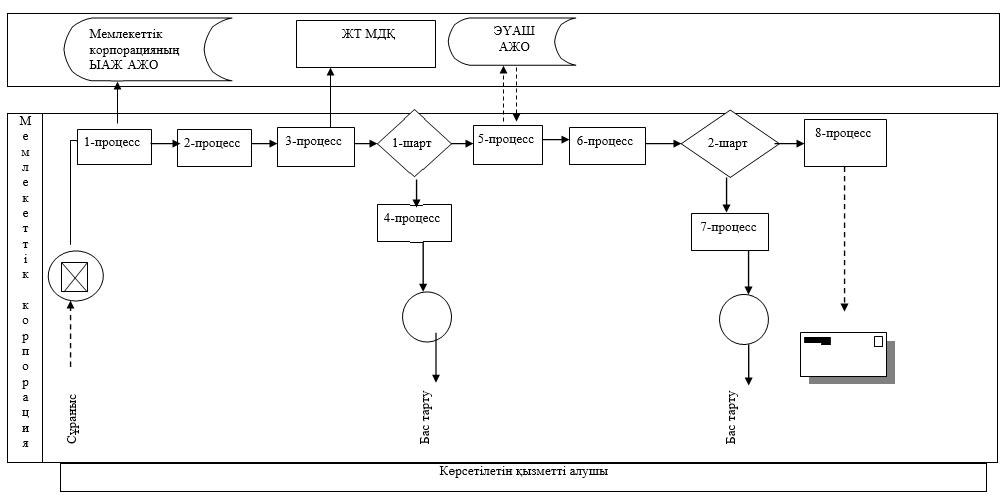 Мемлекеттік
корпорацияның
ЫАЖ АЖО
ЖТ МДҚ
ЭҮАШ
АЖО
Мемлекеттік корпорация
1-процесс
2-процесс
3-процесс
1-шарт
5-процесс
6-процесс
2-шарт
8-процесс
4-процесс
7-процесс
Сұраныс
Бас тарту
Бас тарту
Көрсетілетін қызметті алушы